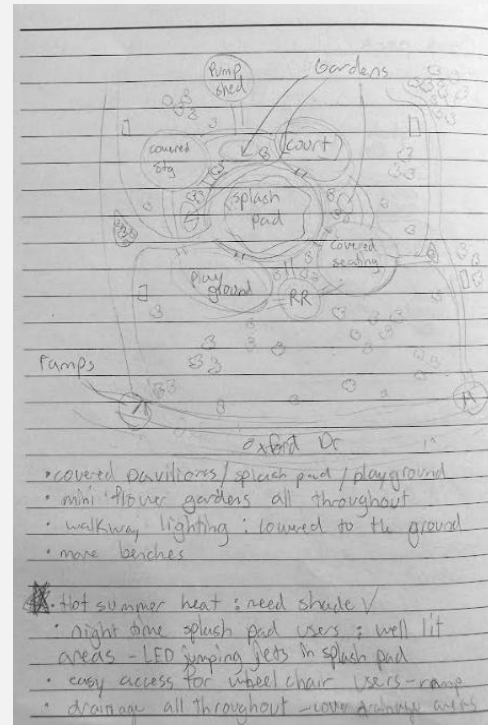 Pump
shed
Gardens
covered
stg
court
splash
pad
covered
seating
play
ground
RR
ramps
Oxford Dr
• covered pavilions / splash pad / playground
• mini flower gardens all throughout
• walkway lighting : lowered to the ground
• more benches
• Hot summer heat : need shade
• night time splash pad users ; well lit
areas - LED jumping jets in splash pad
• easy access for wheel chair users - ramp
• drainage all throughout - cover drainage areas